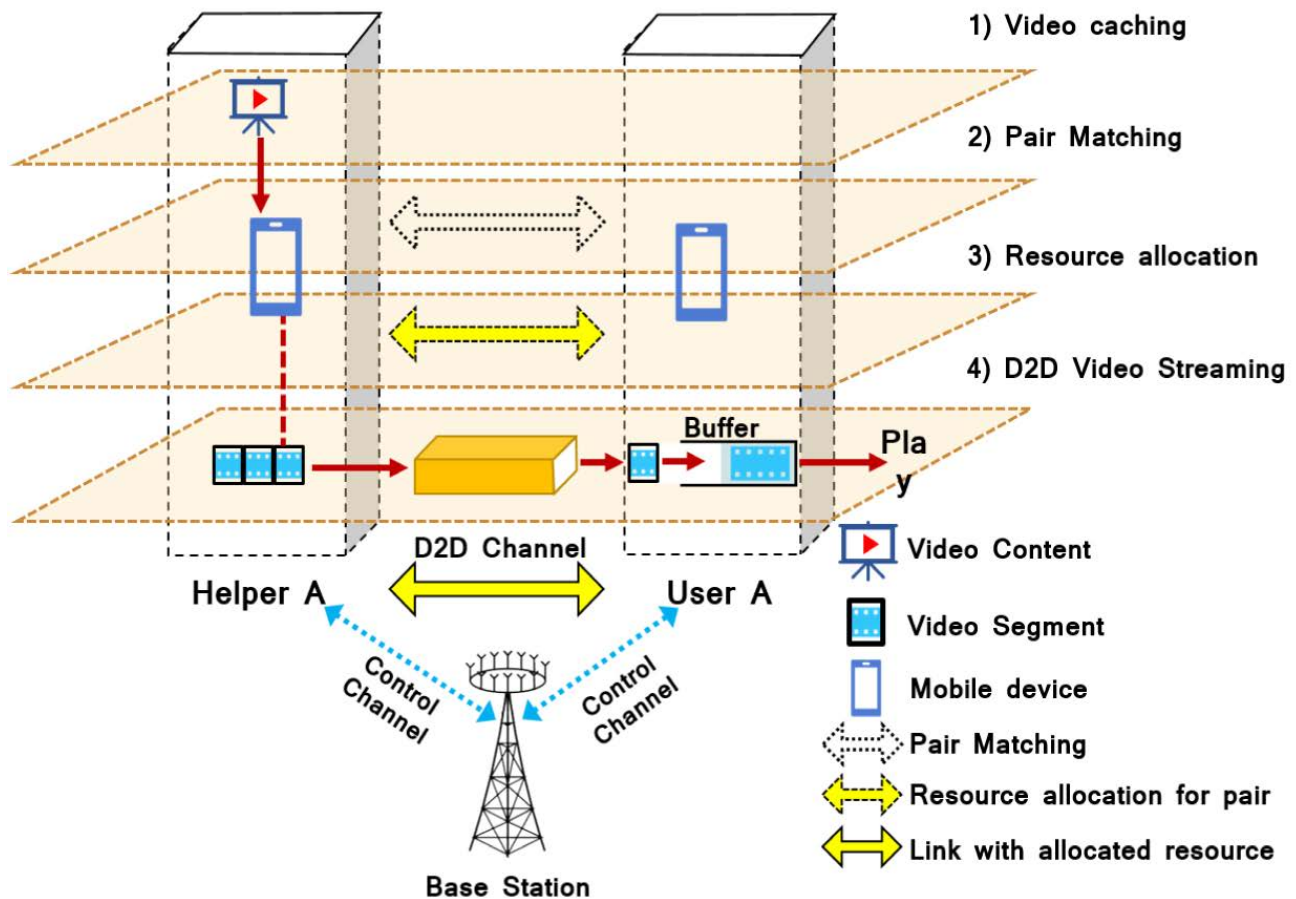 1) Video caching
2) Pair Matching
3) Resource allocation
4) D2D Video Streaming
Buffer
Pla
y
D2D Channel
Helper A
User A
Control
Channel
Control
Channel
Base Station
Video Content
Video Segment
Mobile device
Pair Matching
Resource allocation for pair
Link with allocated resource